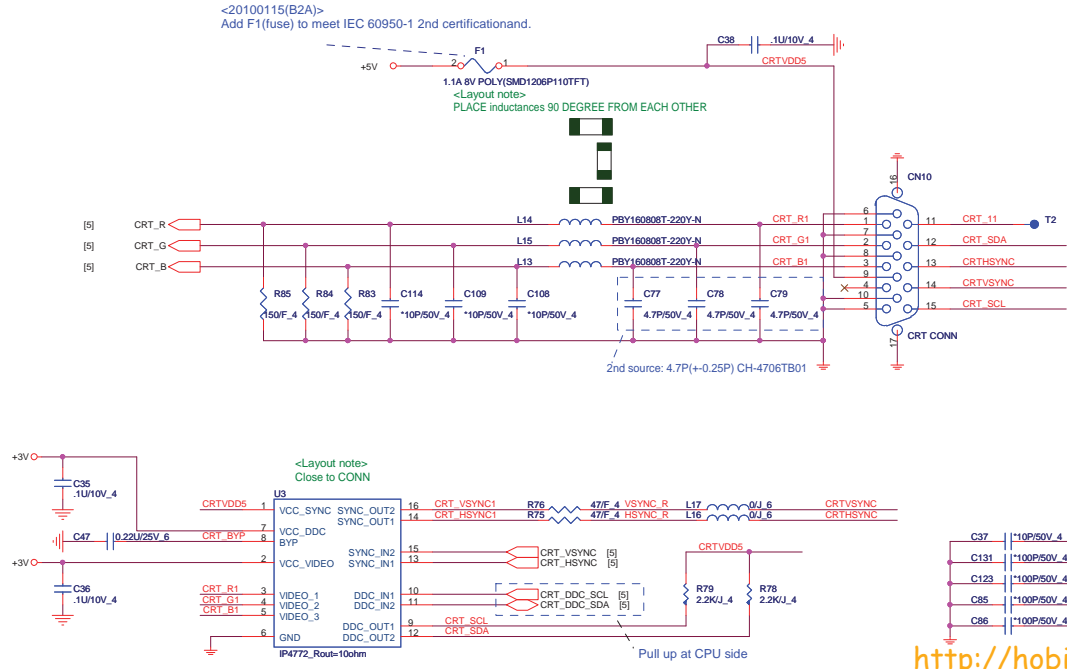 <20100115(B2A)>
Add F1(fuse) to meet IEC 60950-1 2nd certificationand.
C38 .1U/10V_4
F1
+5V 2 1 CRTVDD5
1.1A 8V POLY(SMD1206P110TFT)
<Layout note>
PLACE inductances 90 DEGREE FROM EACH OTHER
16 CN10
6
[5] CRT_R L14 PBY160808T-220Y-N CRT_R1 1 11 CRT_11 T2
7
[5] CRT_G L15 PBY160808T-220Y-N CRT_G1 2 12 CRT_SDA
8
[5] CRT_B L13 PBY160808T-220Y-N CRT_B1 3 13 CRTHSYNC
9
4 14 CRTVSYNC
10
5 15 CRT_SCL
R85 R84 R83 C114 C109 C108 C77 C78 C79
150/F_4 150/F_4 150/F_4 *10P/50V_4 *10P/50V_4 *10P/50V_4 4.7P/50V_4 4.7P/50V_4 4.7P/50V_4
17 CRT CONN
2nd source: 4.7P(+-0.25P) CH-4706TB01
+3V
<Layout note>
Close to CONN
C35
.1U/10V_4
U3
CRTVDD5 1 VCC_SYNC SYNC_OUT2 16 CRT_VSYNC1 R76 47/F_4 VSYNC_R L17 0/J_6 CRTVSYNC
SYNC_OUT1 14 CRT_HSYNC1 R75 47/F_4 HSYNC_R L16 0/J_6 CRTHSYNC
7 VCC_DDC
C47 0.22U/25V_6 CRT_BYP 8 BYP
SYNC_IN2 15 CRT_VSYNC [5]
+3V 2 VCC_VIDEO SYNC_IN1 13 CRT_HSYNC [5]
CRTVDD5
C36
.1U/10V_4
CRT_R1 3 VIDEO_1 DDC_IN1 10 CRT_DDC_SCL [5]
CRT_G1 4 VIDEO_2 DDC_IN2 11 CRT_DDC_SDA [5]
CRT_B1 5 VIDEO_3
R79 R78
2.2K/J_4 2.2K/J_4
DDC_OUT1 9 CRT_SCL
6 GND DDC_OUT2 12 CRT_SDA
IP4772_Rout=10ohm
Pull up at CPU side
C37 *10P/50V_4
C131 *100P/50V_4
C123 *100P/50V_4
C85 *100P/50V_4
C86 *100P/50V_4
http://hobi